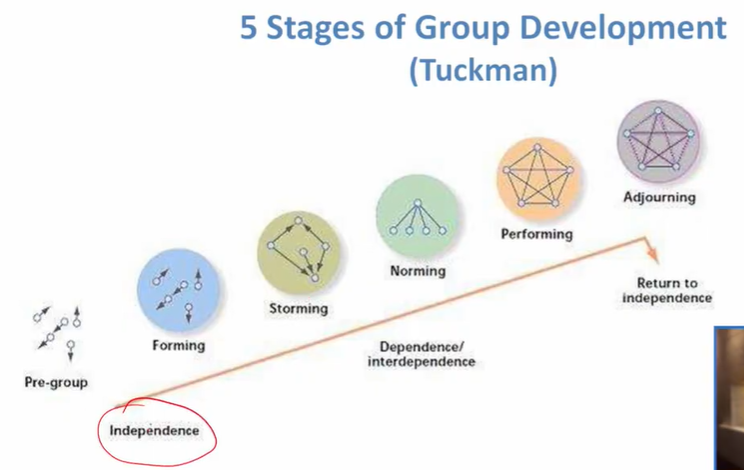 5 Stages of Group Development
(Tuckman)
Adjourning
Performing
Norming
Storming
Forming
Pre-group
Return to
independence
Dependence/
interdependence
Independence